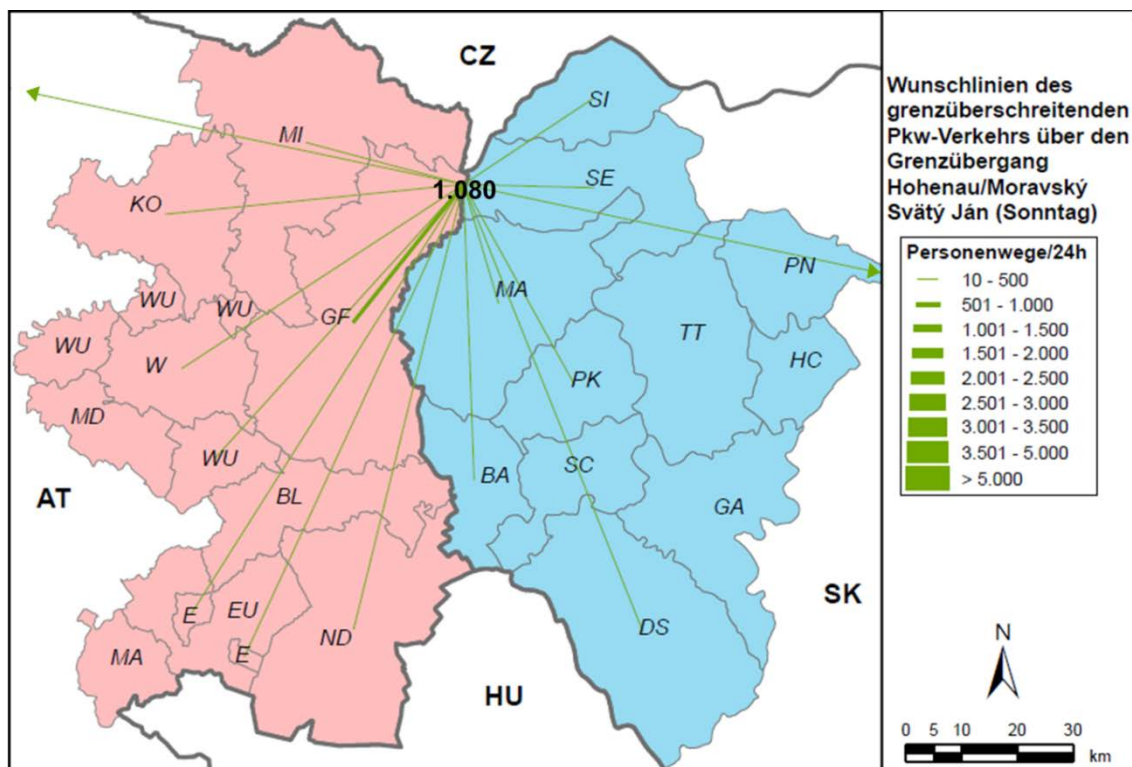 CZ
SI
MI
SE
1.080
KO
PN
WU
MA
WU
GF
TT
WU
HC
W
PK
MD
WU
SC
BA
BL
AT
GA
SK
E
EU
DS
ND
E
MA
HU
Wunschlinien des
grenzüberschreitenden
Pkw-Verkehrs über den
Grenzübergang
Hohenau/Moravský
Svätý Ján (Sonntag)
Personenwege/24h
10 - 500
501 - 1.000
1.001 - 1.500
1.501 - 2.000
2.001 - 2.500
2.501 - 3.000
3.001 - 3.500
3.501 - 5.000
> 5.000
N
0 5 10 20 30
km